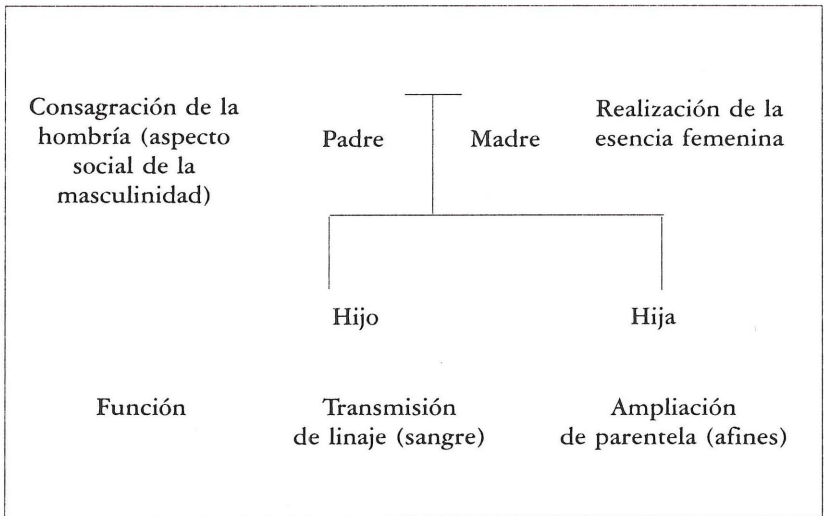 Consagración de la
hombría (aspecto
social de la
masculinidad)
Padre
Madre
Realización de la
esencia femenina
Hijo
Hija
Función
Transmisión
de linaje (sangre)
Ampliación
de parentela (afines)